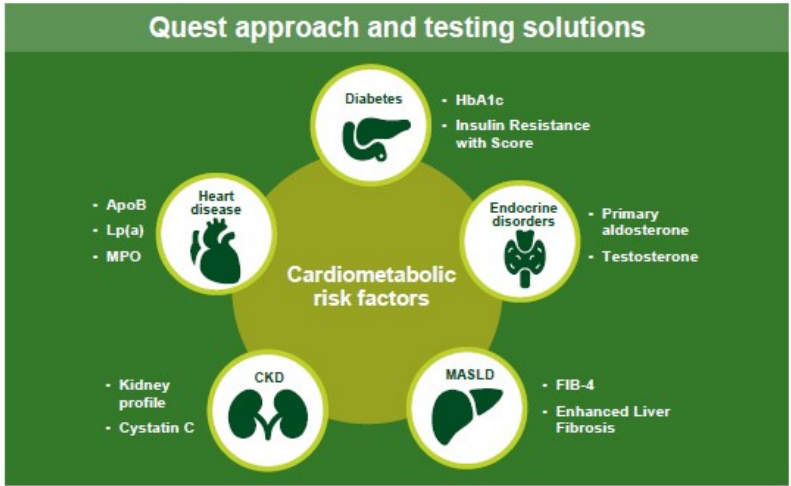 Quest approach and testing solutions
Diabetes
- HbA1c
- Insulin Resistance
with Score
Heart
disease
- ApoB
- Lp(a)
- MPO
Endocrine
disorders
- Primary
aldosterone
- Testosterone
Cardiometabolic
risk factors
CKD
- Kidney
profile
- Cystatin C
MASLD
- FIB-4
- Enhanced Liver
Fibrosis